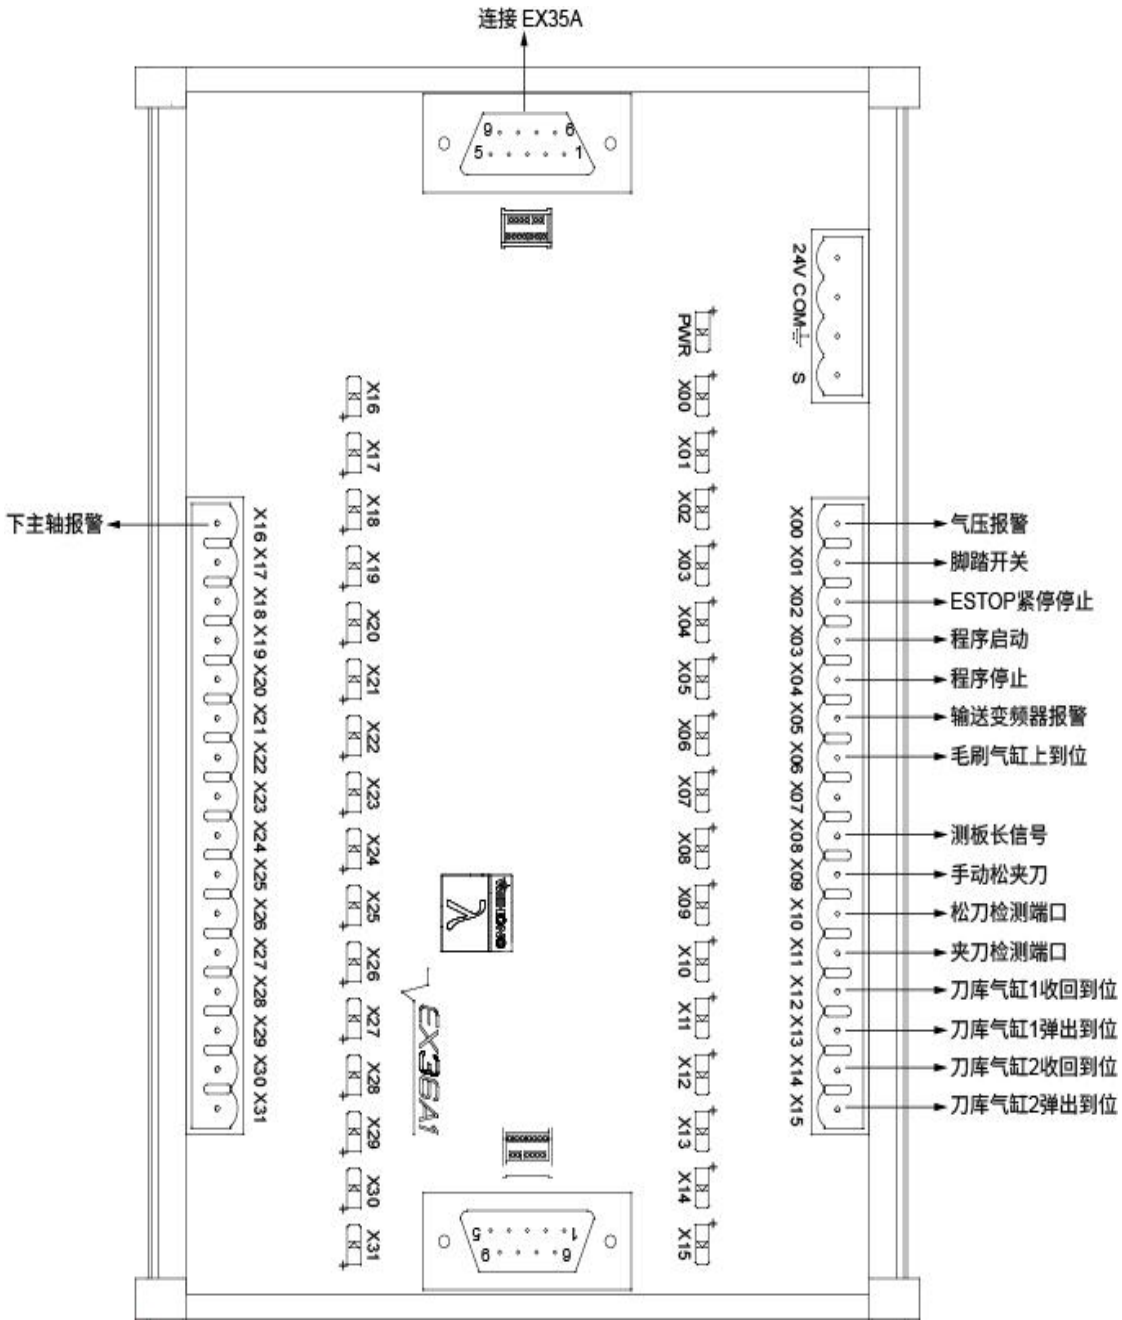 连接 EX35A
9 6
5 1
24V COM S
PWR
X16 X00
X17 X01
X18 X02
X19 X03
X20 X04
X21 X05
X22 X06
X23 X07
X24 X08
X25 X09
X26 X10
X27 X11
X28 X12
X29 X13
X30 X14
X31 X15
下主轴报警
X16 X17 X18 X19 X20 X21 X22 X23 X24 X25 X26 X27 X28 X29 X30 X31
X00 X01 X02 X03 X04 X05 X06 X07 X08 X09 X10 X11 X12 X13 X14 X15
气压报警
脚踏开关
ESTOP紧停停止
程序启动
程序停止
输送变频器报警
毛刷气缸上到位
测板长信号
手动松夹刀
松刀检测端口
夹刀检测端口
刀库气缸1收回到位
刀库气缸1弹出到位
刀库气缸2收回到位
刀库气缸2弹出到位
EX36A1
5 1
9 6